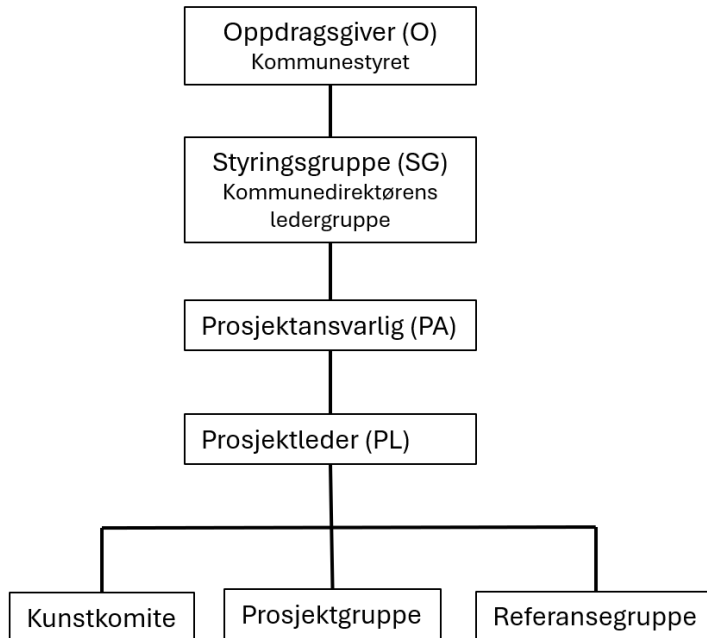 Oppdragsgiver (O)
Kommunestyret
Styringsgruppe (SG)
Kommunedirektørens
ledergruppe
Prosjektansvarlig (PA)
Prosjektleder (PL)
Kunstkomite
Prosjektgruppe
Referansegruppe